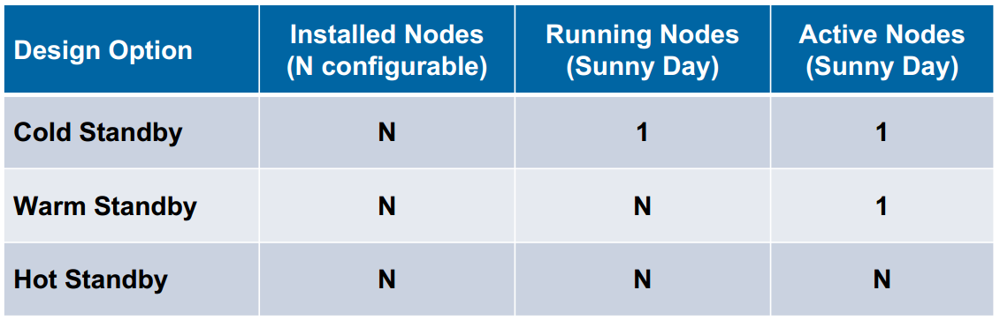 Design Option
Installed Nodes
(N configurable)
Running Nodes
(Sunny Day)
Active Nodes
(Sunny Day)
Cold Standby N 1 1
Warm Standby N N 1
Hot Standby N N N